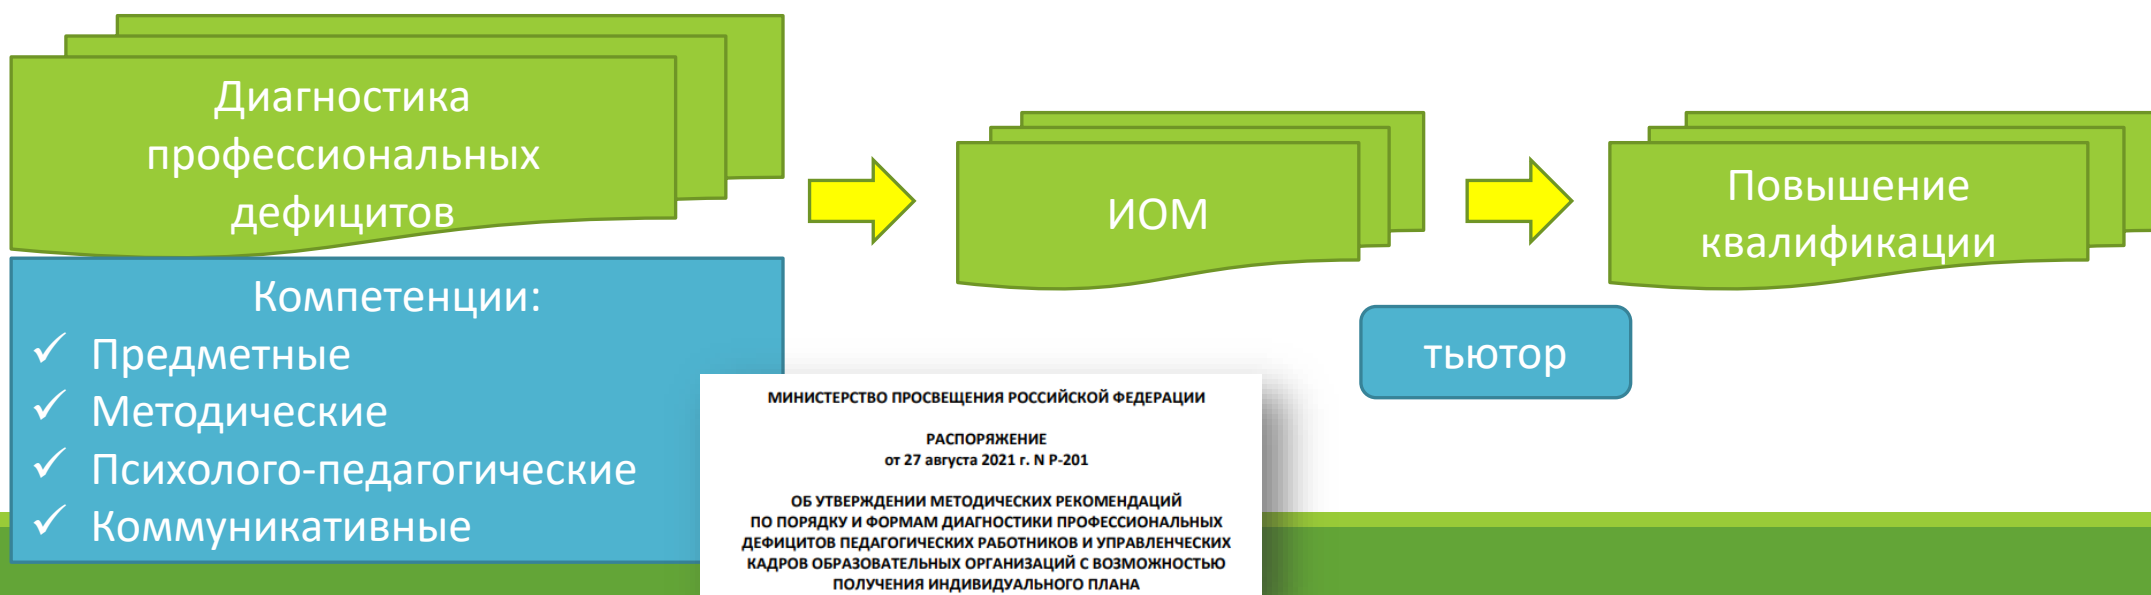 Диагностика
профессиональных
дефицитов
ИОМ
Повышение
квалификации
Компетенции:
✓ Предметные
✓ Методические
✓ Психолого-педагогические
✓ Коммуникативные
тьютор
МИНИСТЕРСТВО ПРОСВЕЩЕНИЯ РОССИЙСКОЙ ФЕДЕРАЦИИ
РАСПОРЯЖЕНИЕ
от 27 августа 2021 г. N Р-201
ОБ УТВЕРЖДЕНИИ МЕТОДИЧЕСКИХ РЕКОМЕНДАЦИЙ
ПО ПОРЯДКУ И ФОРМАМ ДИАГНОСТИКИ ПРОФЕССИОНАЛЬНЫХ
ДЕФИЦИТОВ ПЕДАГОГИЧЕСКИХ РАБОТНИКОВ И УПРАВЛЕНЧЕСКИХ
КАДРОВ ОБРАЗОВАТЕЛЬНЫХ ОРГАНИЗАЦИЙ С ВОЗМОЖНОСТЬЮ
ПОЛУЧЕНИЯ ИНДИВИДУАЛЬНОГО ПЛАНА